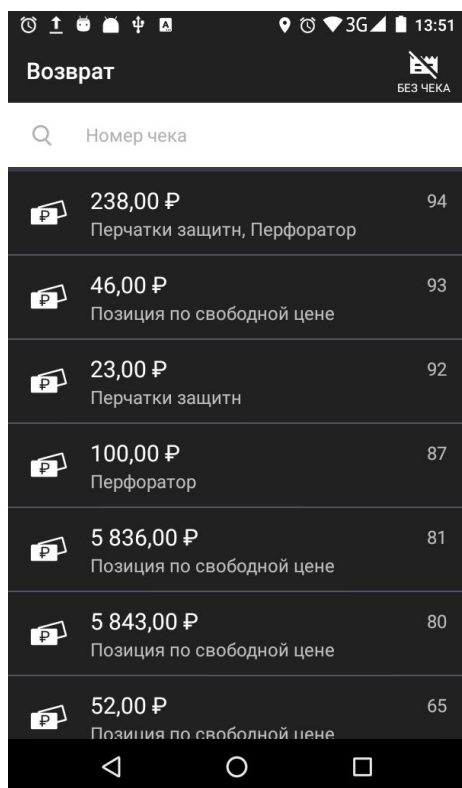 3G 13:51
Возврат
БЕЗ ЧЕКА
Номер чека
238,00 ₽ 94
Перчатки защитн, Перфоратор
46,00 ₽ 93
Позиция по свободной цене
23,00 ₽ 92
Перчатки защитн
100,00 ₽ 87
Перфоратор
5 836,00 ₽ 81
Позиция по свободной цене
5 843,00 ₽ 80
Позиция по свободной цене
52,00 ₽ 65
Позиция по свободной цене